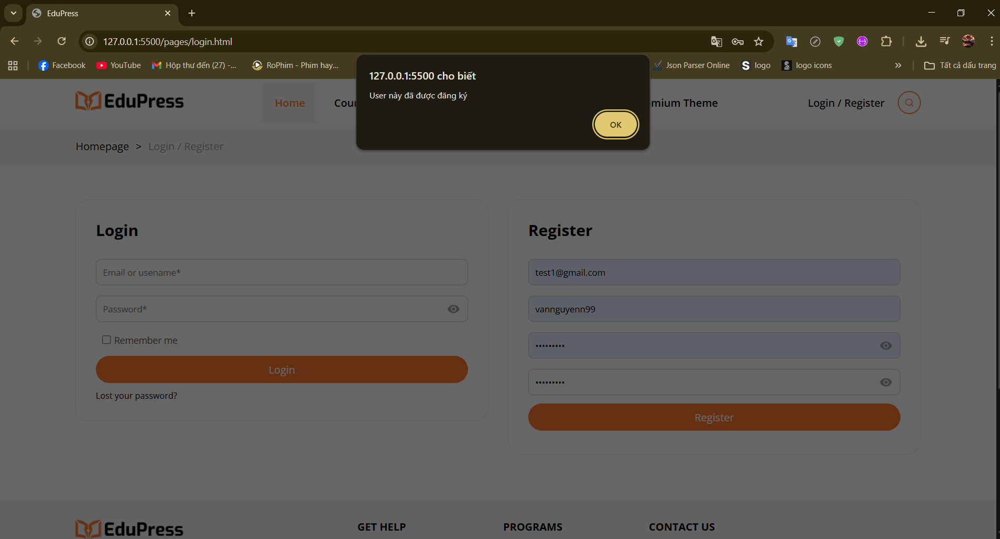 EduPress
127.0.0.1:5500/pages/login.html
Facebook
YouTube
Hộp thư đến (27) -...
RoPhim - Phim hay...
Json Parser Online
logo
logo icons
Tất cả dấu trang
127.0.0.1:5500 cho biết
User này đã được đăng ký
OK
EduPress
Home
Cour
mium Theme
Login / Register
Homepage > Login / Register
Login
Email or usename*
Password*
Remember me
Login
Lost your password?
Register
test1@gmail.com
vannguyenn99
•••••••••
•••••••••
Register
EduPress
GET HELP
PROGRAMS
CONTACT US